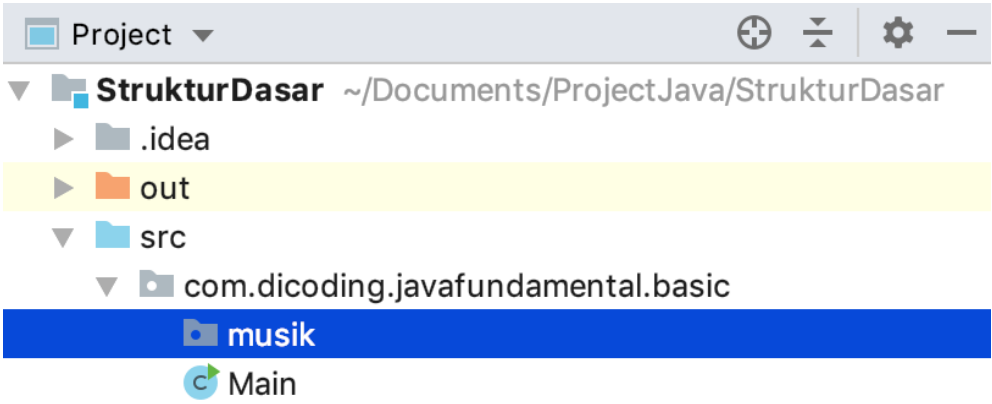 Project
StrukturDasar ~/Documents/ProjectJava/StrukturDasar
.idea
out
src
com.dicoding.javafundamental.basic
musik
C Main